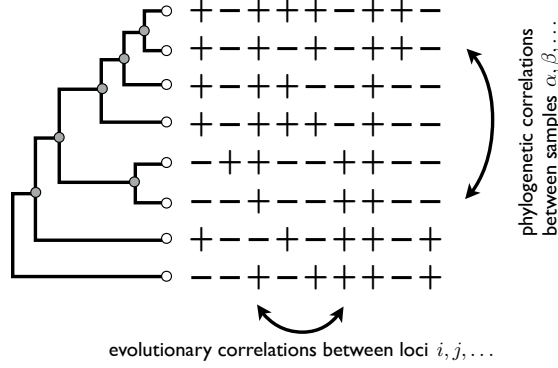 + − + + + − + + −
+ − + − + − + + −
+ − + + − − + − −
+ − + + + − + − −
− + + − − + + − −
− − + − − + + − −
+ − − + − + + − +
− − + − + + + − +
phylogenetic correlations
between samples α, β, . . .
evolutionary correlations between loci i, j, . . .